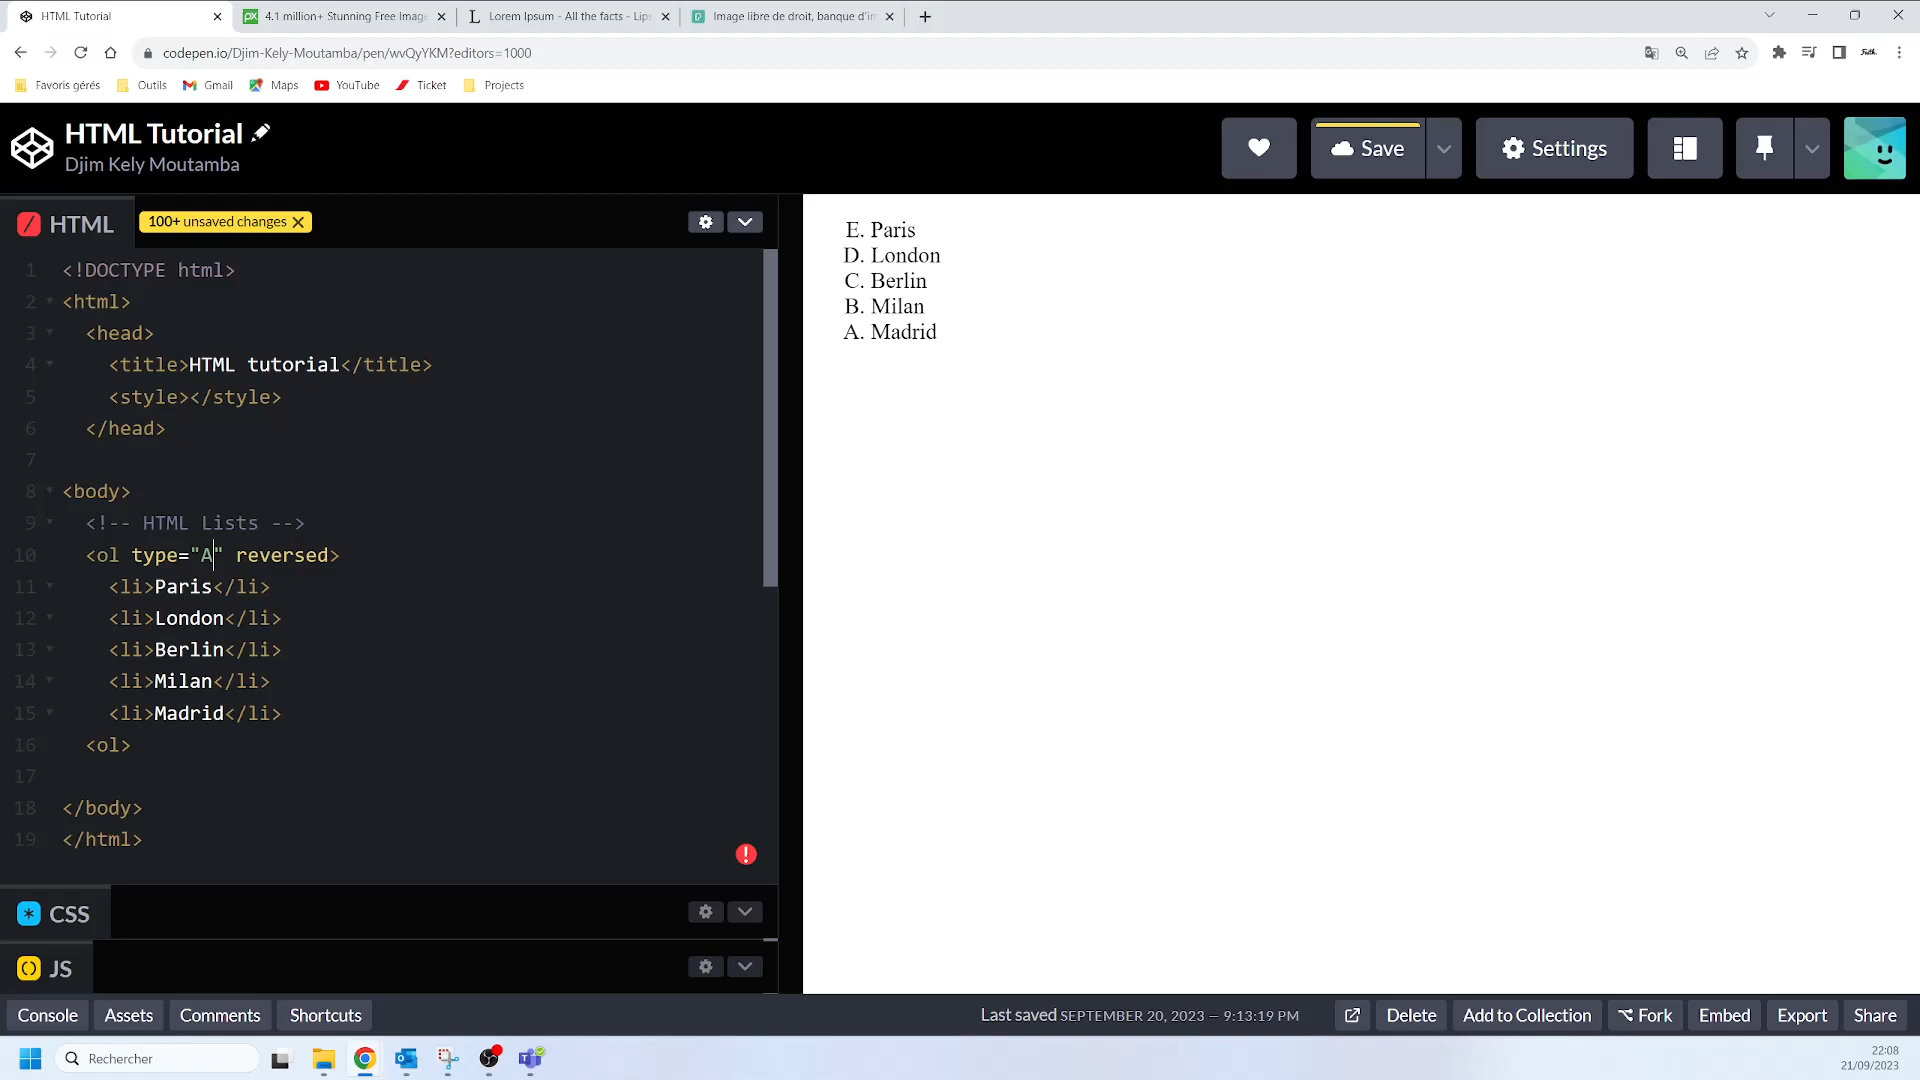 HTML Tutorial
4.1 million+ Stunning Free Image
Lorem Ipsum - All the facts - Lips
Image libre de droit, banque d'im
codepen.io/Djim-Kely-Moutamba/pen/wvQyYKM?editors=1000
Favoris gérés
Outils
Gmail
Maps
YouTube
Ticket
Projects
HTML Tutorial
Djim Kely Moutamba
Save
Settings
HTML
100+ unsaved changes
1 <!DOCTYPE html>
2 <html>
3 <head>
4 <title>HTML tutorial</title>
5 <style></style>
6 </head>
7
8 <body>
9 <!-- HTML Lists -->
10 <ol type="A" reversed>
11 <li>Paris</li>
12 <li>London</li>
13 <li>Berlin</li>
14 <li>Milan</li>
15 <li>Madrid</li>
16 <ol>
17
18 </body>
19 </html>
E. Paris
D. London
C. Berlin
B. Milan
A. Madrid
CSS
JS
Console
Assets
Comments
Shortcuts
Last saved SEPTEMBER 20, 2023 — 9:13:19 PM
Delete
Add to Collection
Fork
Embed
Export
Share
Rechercher
22:08
21/09/2023